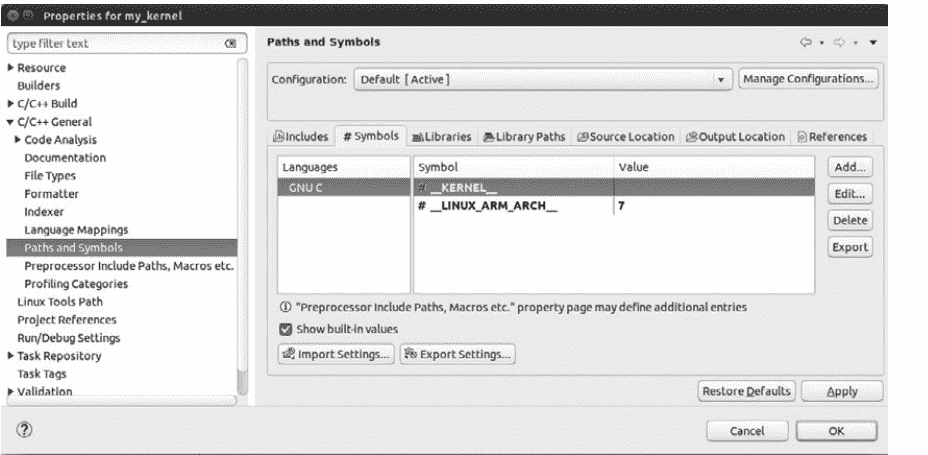 Properties for my_kernel
type filter text
Resource
Builders
C/C++ Build
C/C++ General
Code Analysis
Documentation
File Types
Formatter
Indexer
Language Mappings
Paths and Symbols
Preprocessor Include Paths, Macros etc.
Profiling Categories
Linux Tools Path
Project References
Run/Debug Settings
Task Repository
Task Tags
Validation
Paths and Symbols
Configuration: Default [ Active ] Manage Configurations...
Includes # Symbols Libraries Library Paths Source Location Output Location References
Languages Symbol Value Add...
GNU C # __KERNEL__ Edit...
# __LINUX_ARM_ARCH__ 7
Delete
Export
"Preprocessor Include Paths, Macros etc." property page may define additional entries
Show built-in values
Import Settings... Export Settings...
Restore Defaults Apply
Cancel OK